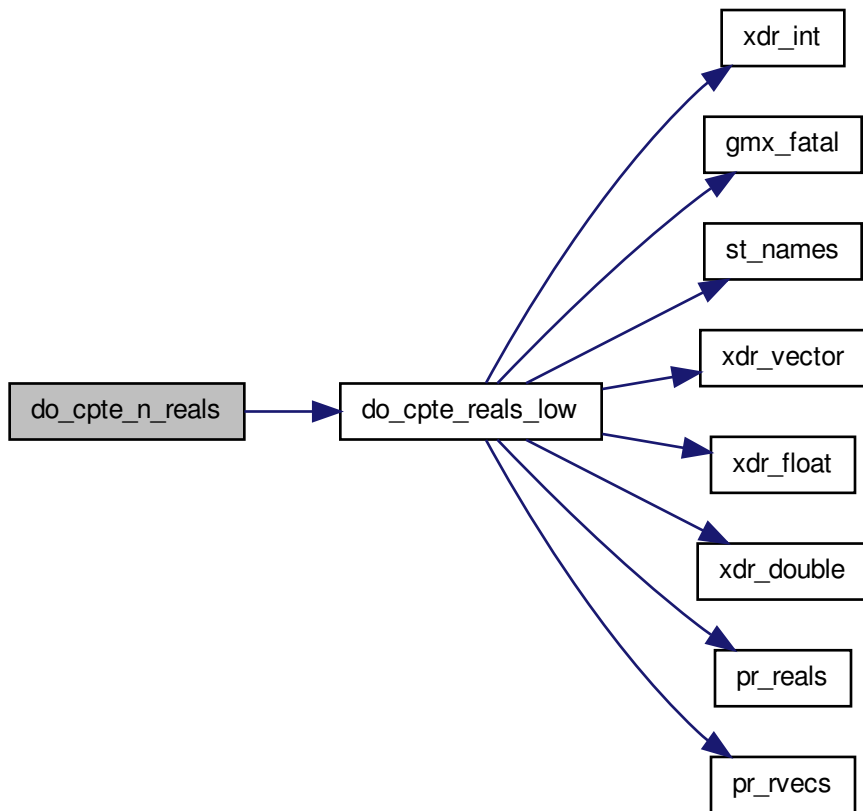 do_cpte_n_reals
do_cpte_reals_low
xdr_int
gmx_fatal
st_names
xdr_vector
xdr_float
xdr_double
pr_reals
pr_rvecs